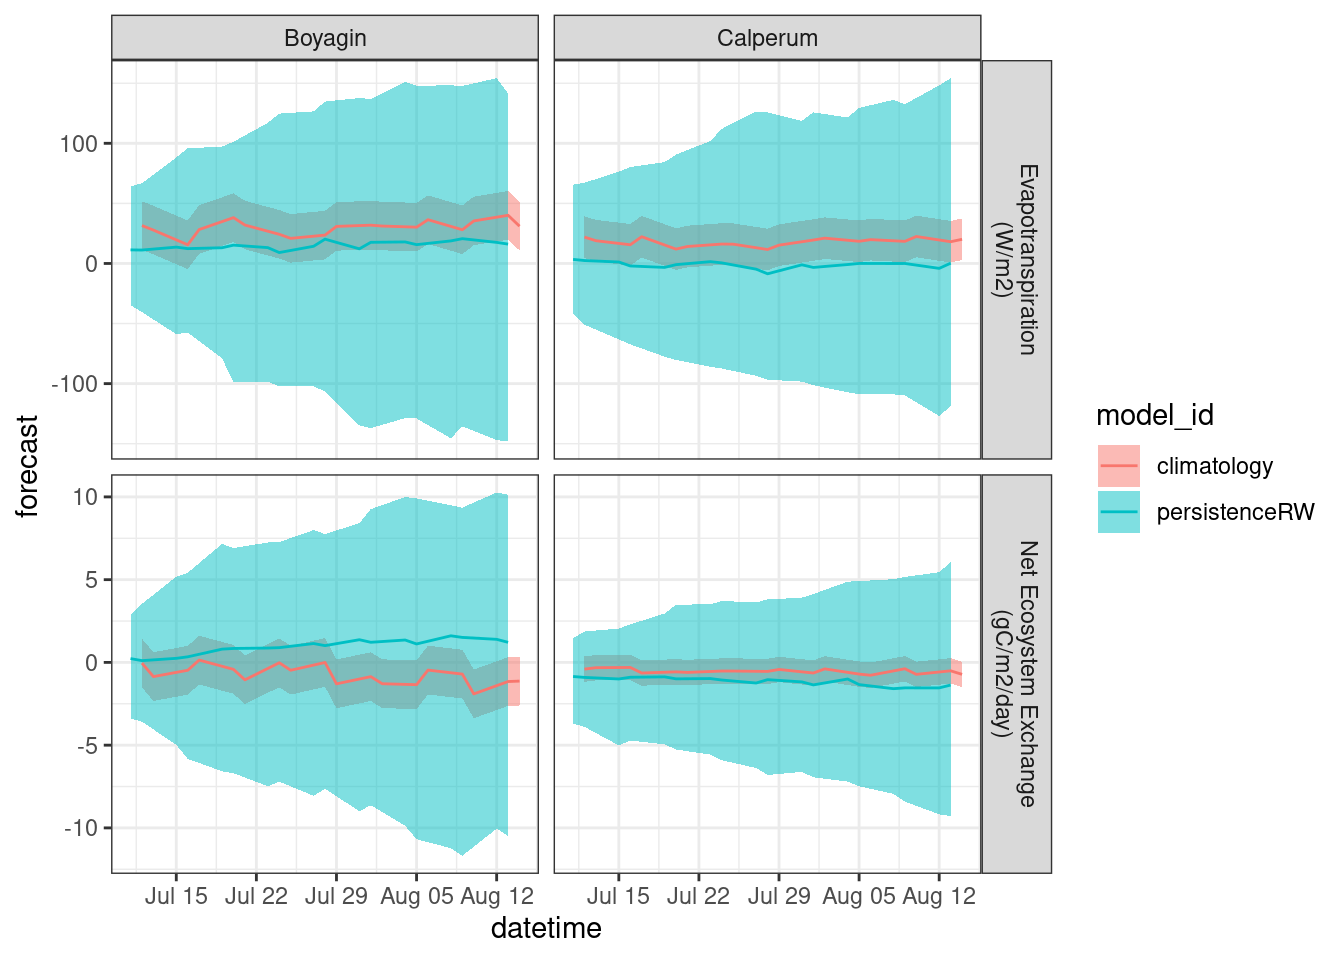 Boyagin
Calperum
100
0
-100
Evapotranspiration
(W/m2)
10
5
0
-5
-10
Net Ecosystem Exchange
(gC/m2/day)
forecast
Jul 15 Jul 22 Jul 29 Aug 05 Aug 12
Jul 15 Jul 22 Jul 29 Aug 05 Aug 12
datetime
model_id
climatology
persistenceRW